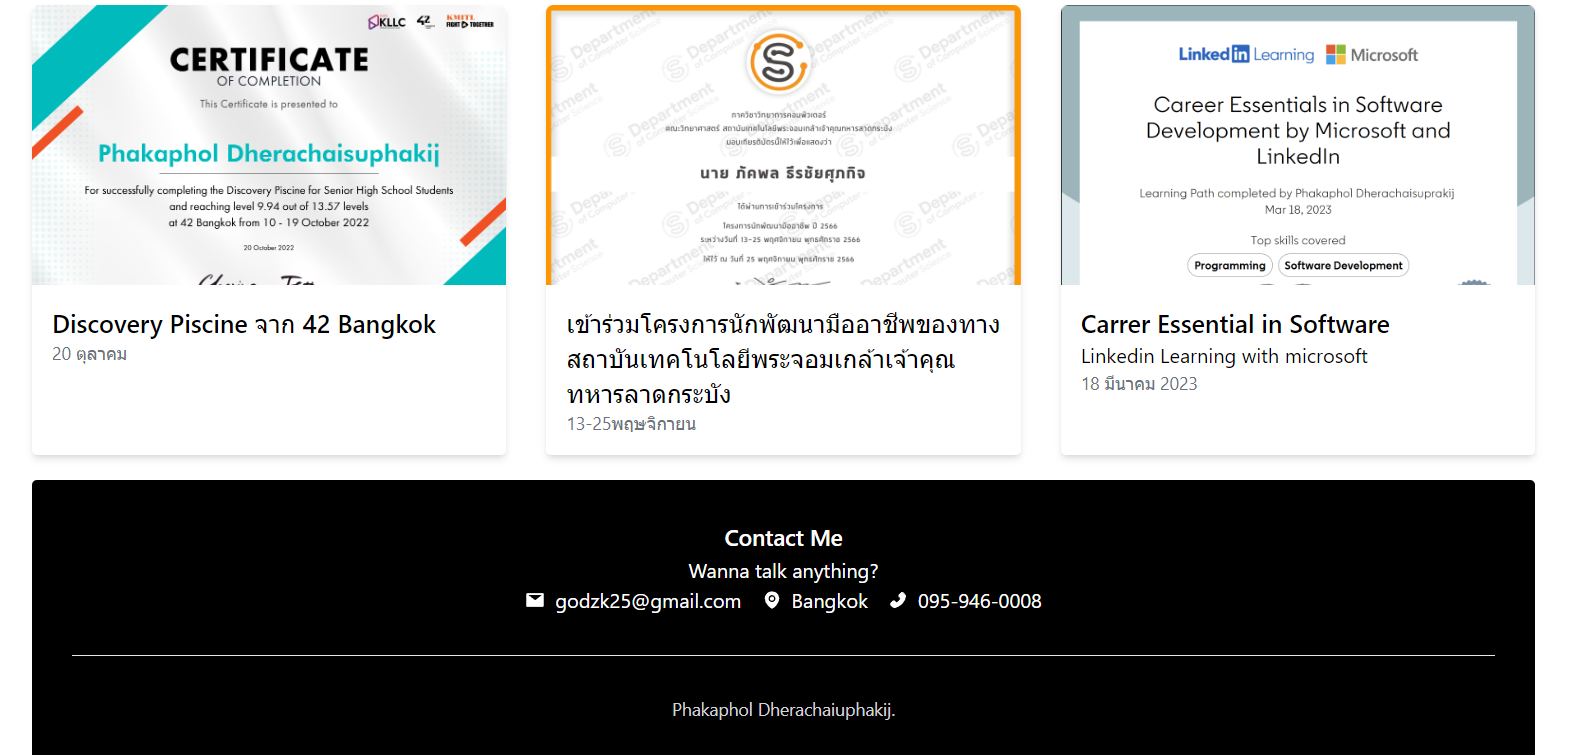 KLLC 42 KMITL
FIGHT TOGETHER
CERTIFICATE
OF COMPLETION
This Certificate is presented to
Phakaphol Dherachaisuphakij
For successfully completing the Discovery Piscine for Senior High School Students
and reaching level 9.94 out of 13.57 levels
at 42 Bangkok from 10 - 19 October 2022
20 October 2022
Discovery Piscine จาก 42 Bangkok
20 ตุลาคม
Department
of Computer Science
ภาควิชาวิทยาการคอมพิวเตอร์
คณะวิทยาศาสตร์ สถาบันเทคโนโลยีพระจอมเกล้าเจ้าคุณทหารลาดกระบัง
มอบเกียรติบัตรนี้ให้ไว้เพื่อแสดงว่า
นาย ภัคพล ธีรชัยศุภกิจ
ได้ผ่านการเข้าร่วมโครงการ
โครงการนักพัฒนามืออาชีพ ปี 2566
ระหว่างวันที่ 13-25 พฤศจิกายน พุทธศักราช 2566
ให้ไว้ ณ วันที่ 25 พฤศจิกายน พุทธศักราช 2566
เข้าร่วมโครงการนักพัฒนามืออาชีพของทาง
สถาบันเทคโนโลยีพระจอมเกล้าเจ้าคุณ
ทหารลาดกระบัง
13-25พฤษจิกายน
Linked in Learning Microsoft
Career Essentials in Software
Development by Microsoft and
LinkedIn
Learning Path completed by Phakaphol Dherachaisuprakij
Mar 18, 2023
Top skills covered
Programming Software Development
Carrer Essential in Software
Linkedin Learning with microsoft
18 มีนาคม 2023
Contact Me
Wanna talk anything?
godzk25@gmail.com Bangkok 095-946-0008
Phakaphol Dherachaiuphakij.